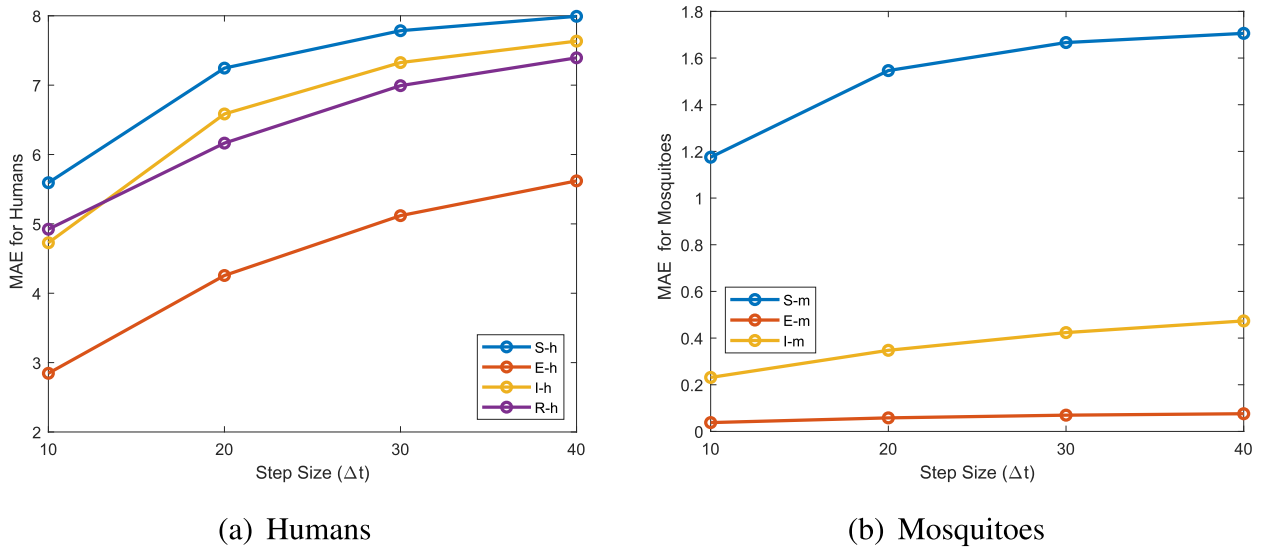 8
7
6
5
4
3
2
MAE for Humans
10
20
30
40
Step Size (Δt)
S-h
E-h
I-h
R-h
(a) Humans
1.8
1.6
1.4
1.2
1
0.8
0.6
0.4
0.2
0
MAE for Mosquitoes
10
20
30
40
Step Size (Δt)
S-m
E-m
I-m
(b) Mosquitoes